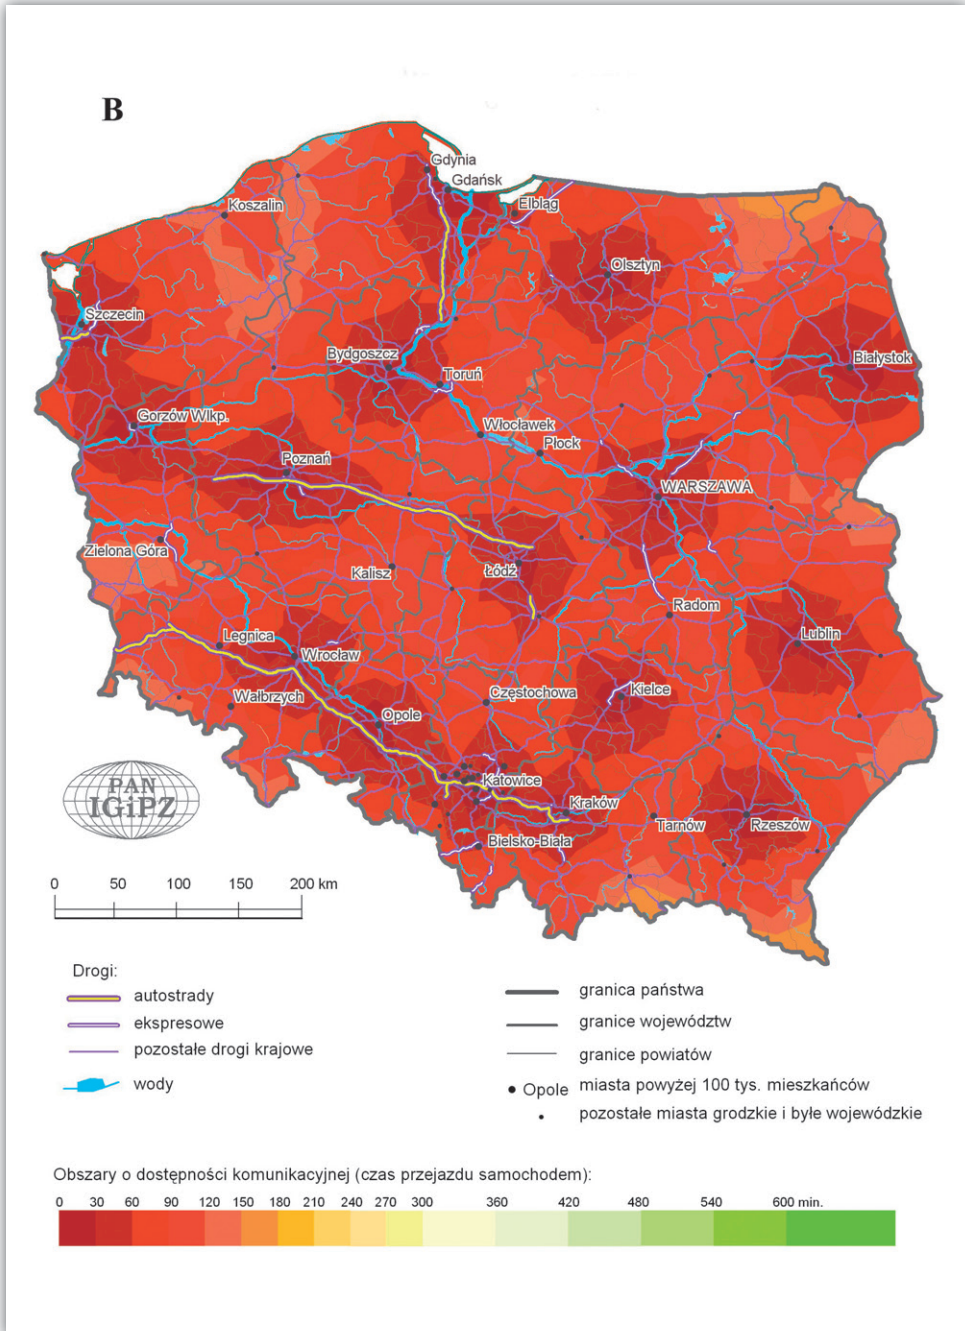 B
Gdynia
Gdańsk
Koszalin
Elbląg
Olsztyn
Szczecin
Bydgoszcz
Białystok
Toruń
Gorzów Wlkp.
Włocławek
Płock
Poznań
WARSZAWA
Zielona Góra
Kalisz
Łódź
Radom
Legnica
Lublin
Wrocław
Wałbrzych
Częstochowa
Kielce
Opole
Katowice
PAN
IGiPZ
Kraków
Tarnów
Rzeszów
Bielsko-Biała
0 50 100 150 200 km
Drogi:
autostrady
ekspresowe
pozostałe drogi krajowe
wody
granica państwa
granice województw
granice powiatów
Opole miasta powyżej 100 tys. mieszkańców
pozostałe miasta grodzkie i byłe wojewódzkie
Obszary o dostępności komunikacyjnej (czas przejazdu samochodem):
0 30 60 90 120 150 180 210 240 270 300 360 420 480 540 600 min.